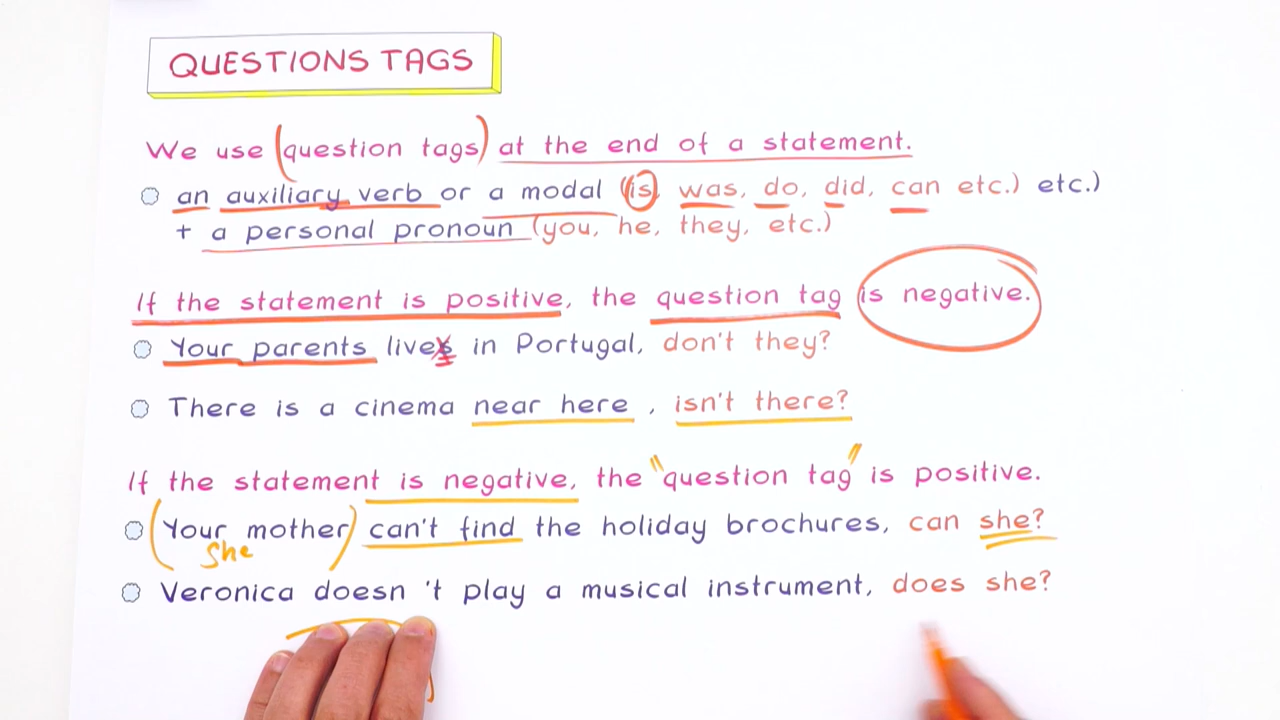 QUESTIONS TAGS
We use (question tags) at the end of a statement.
an auxiliary verb or a modal (is, was, do, did, can etc.) etc.)
+ a personal pronoun (you, he, they, etc.)
If the statement is positive, the question tag is negative.
Your parents lives in Portugal, don't they?
There is a cinema near here , isn't there?
If the statement is negative, the "question tag" is positive.
(Your mother) can't find the holiday brochures, can she?
She
Veronica doesn 't play a musical instrument, does she?